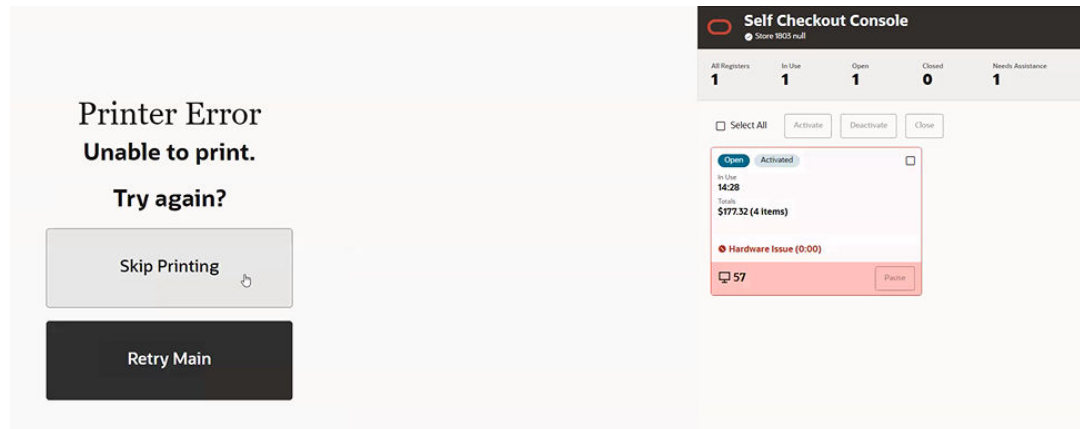 Printer Error
Unable to print.
Try again?
Skip Printing
Retry Main
Self Checkout Console
Store 1803 null
All Registers In Use Open Closed Needs Assistance
1 1 1 0 1
Select All Activate Deactivate Close
Open Activated
In Use
14:28
Totals
$177.32 (4 items)
Hardware Issue (0:00)
57 Pause